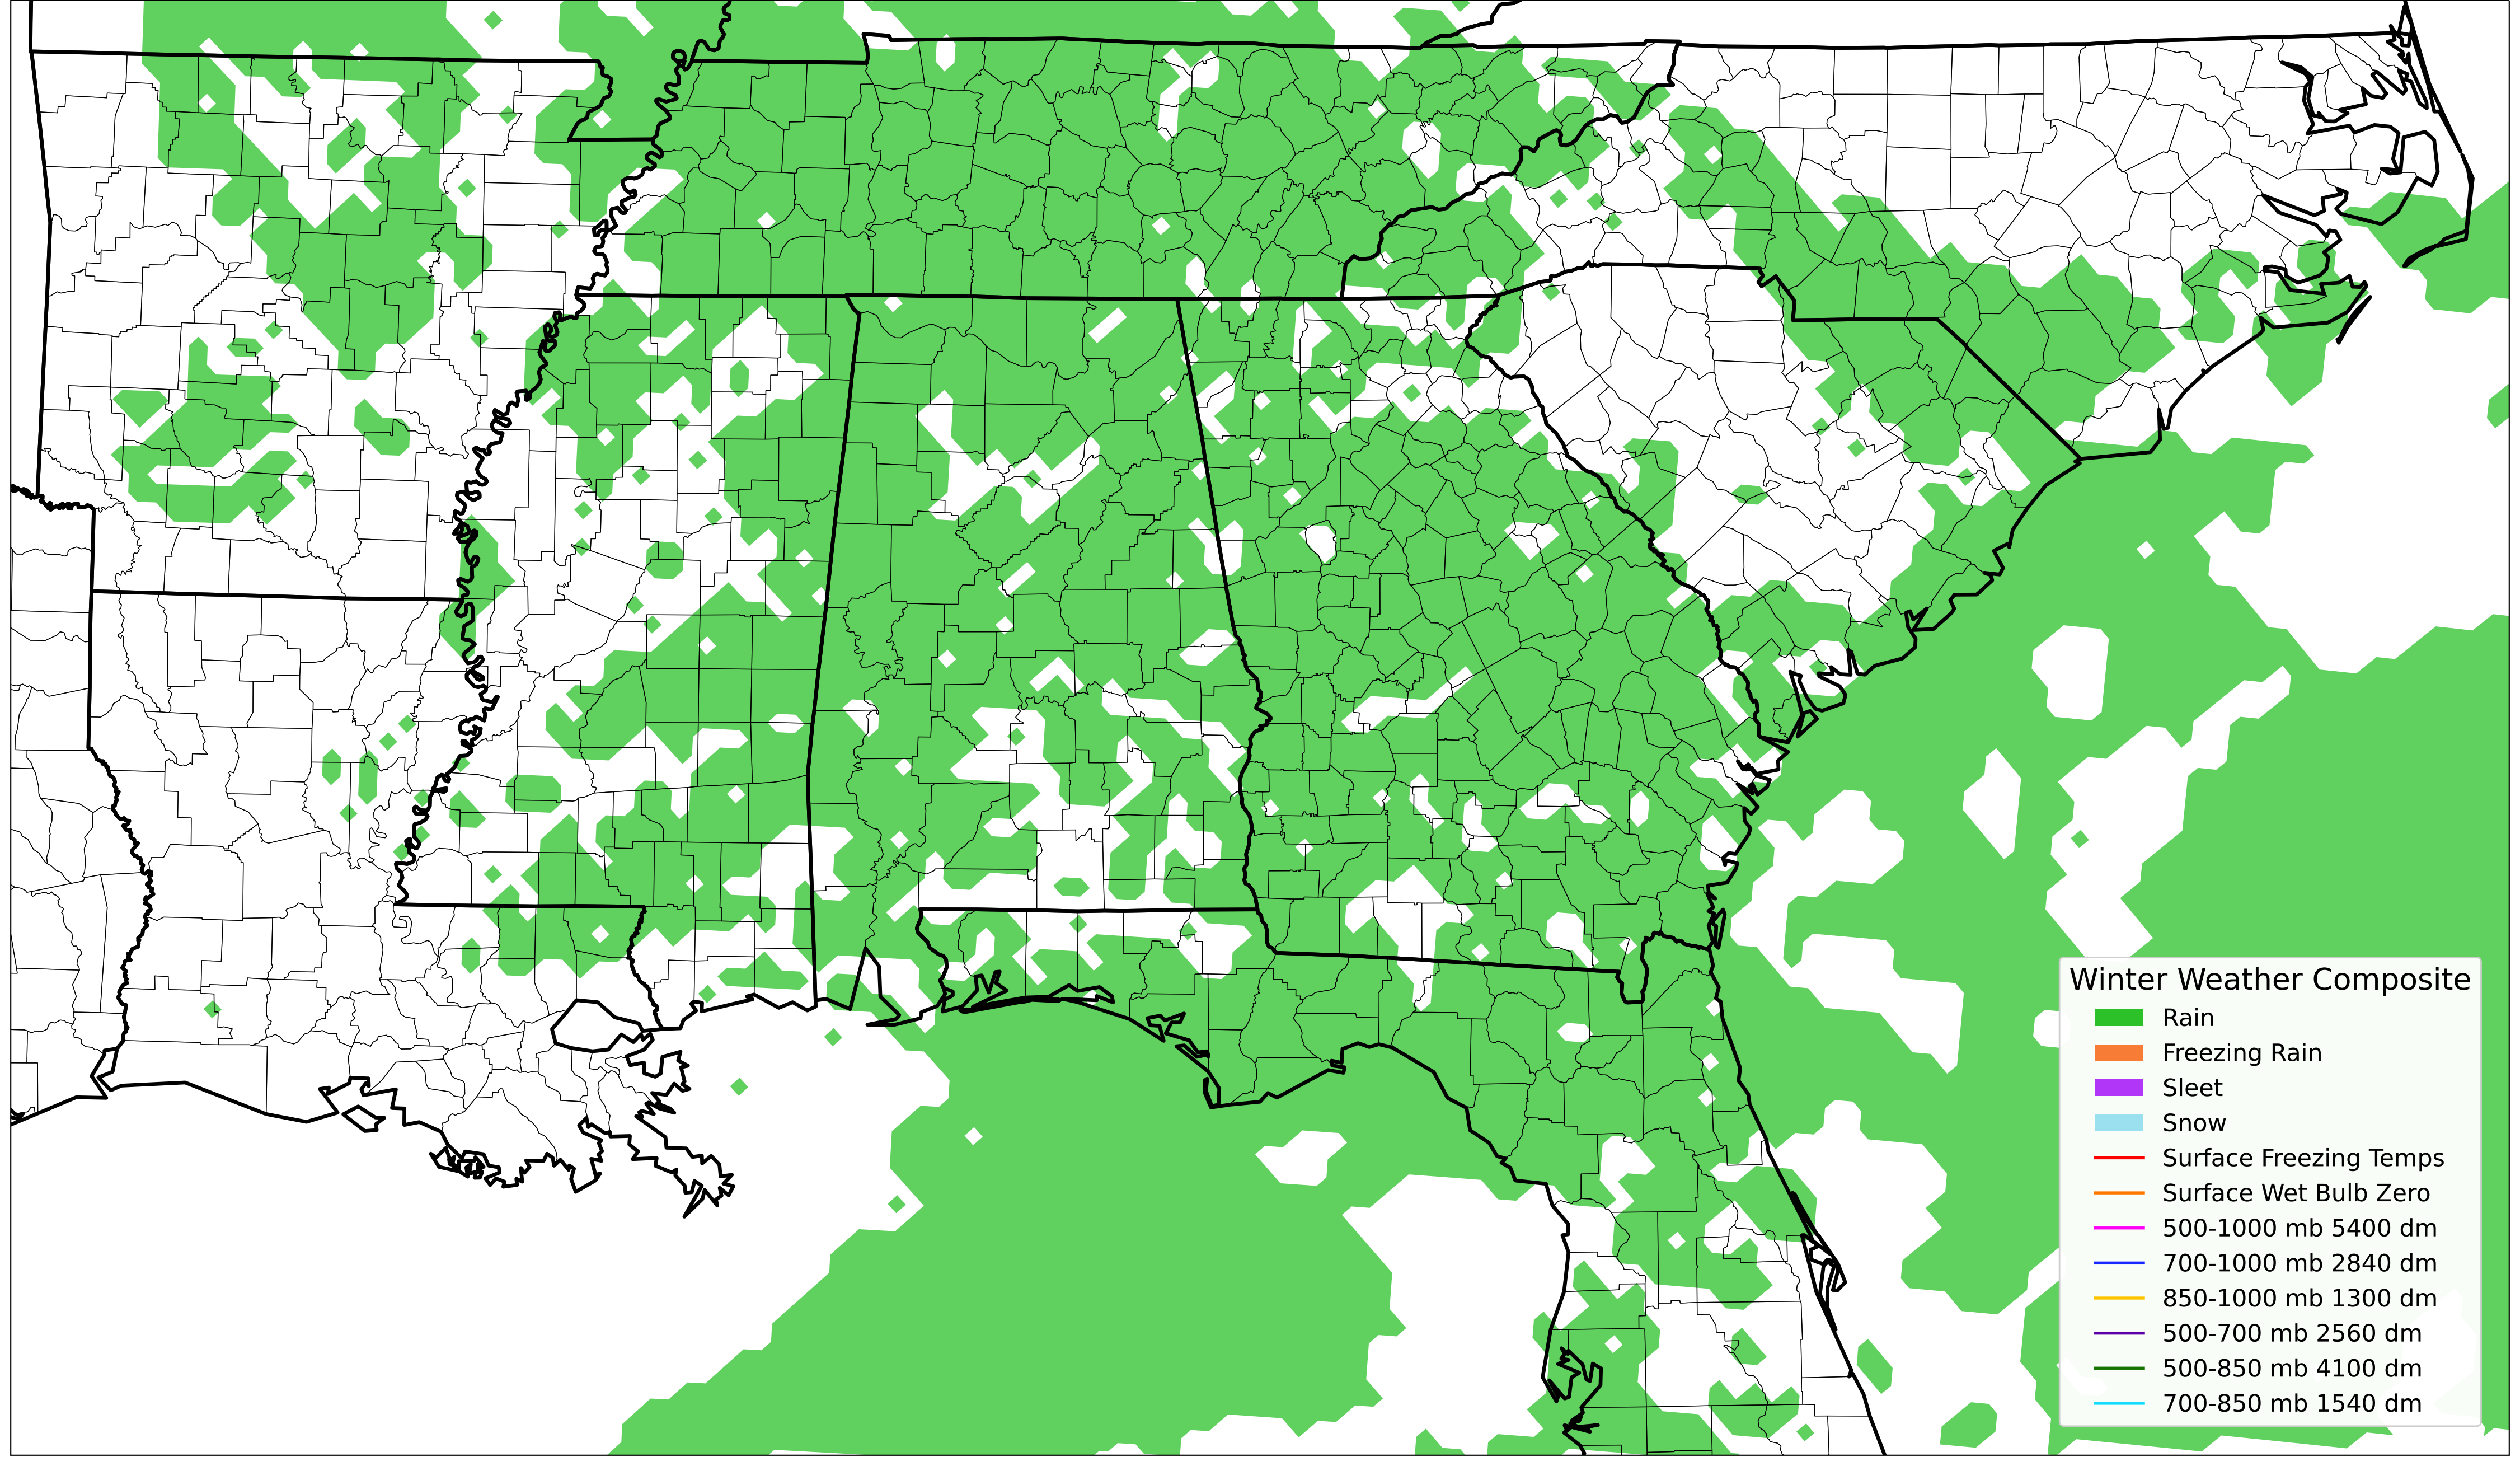 Winter Weather Composite
Rain
Freezing Rain
Sleet
Snow
Surface Freezing Temps
Surface Wet Bulb Zero
500-1000 mb 5400 dm
700-1000 mb 2840 dm
850-1000 mb 1300 dm
500-700 mb 2560 dm
500-850 mb 4100 dm
700-850 mb 1540 dm